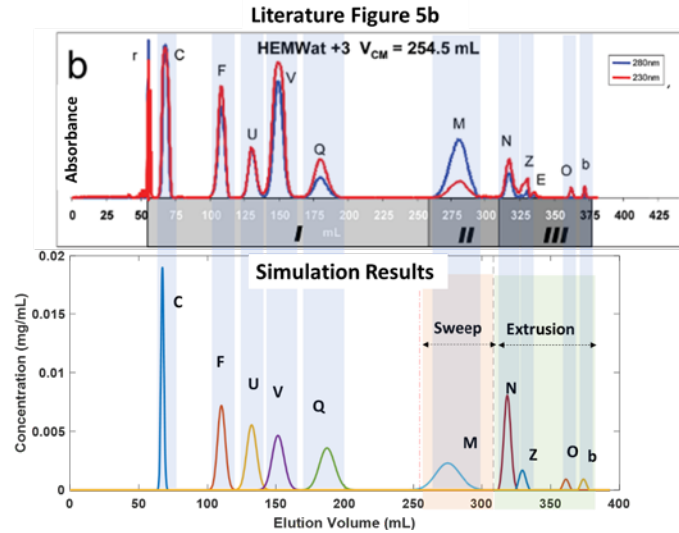 Literature Figure 5b
b
HEMWat +3 V_CM = 254.5 mL
280nm
230nm
Absorbance
r
C
F
U
V
Q
M
N
Z
E
O
b
0 25 50 75 100 125 150 175 200 225 250 275 300 325 350 375 400 425
I
mL
II
III
Simulation Results
Concentration (mg/mL)
0.02
0.015
0.01
0.005
0
C
F
U
V
Q
Sweep
Extrusion
M
N
Z
O
b
0 50 100 150 200 250 300 350 400
Elution Volume (mL)